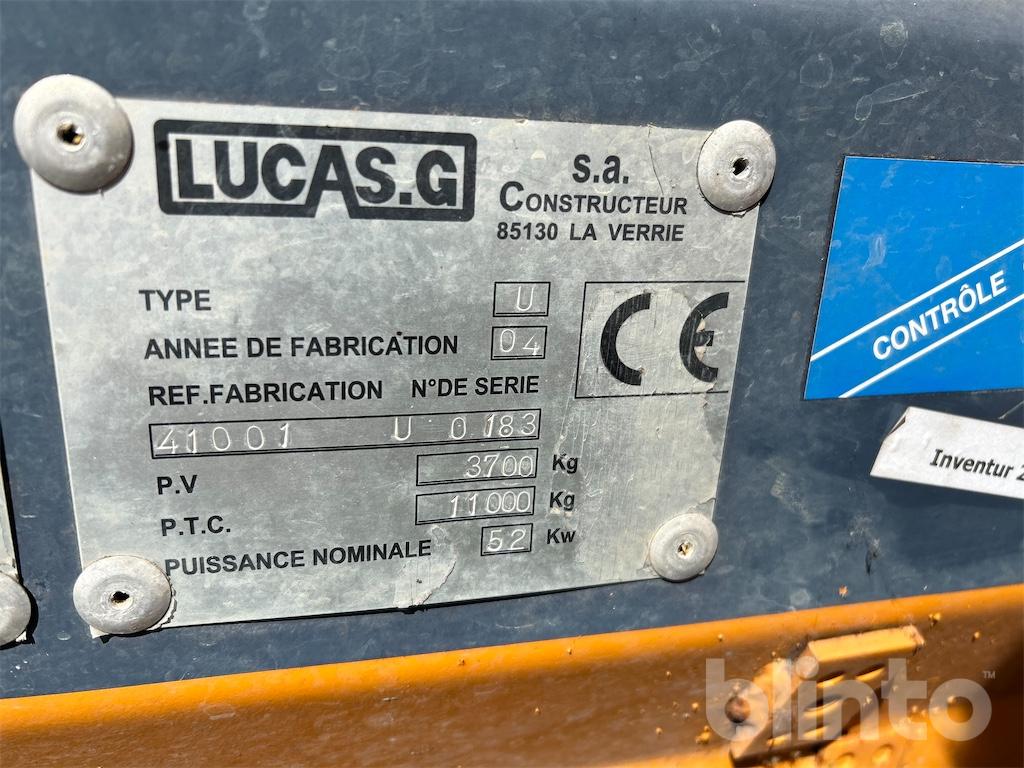 LUCAS.G
s.a.
CONSTRUCTEUR
85130 LA VERRIE
TYPE U
ANNEE DE FABRICATION 04
REF.FABRICATION N°DE SERIE
41001 U 0183
P.V 3700 Kg
P.T.C. 11000 Kg
PUISSANCE NOMINALE 52 Kw
CE
CONTRÔLE
Inventur 2
blinto™